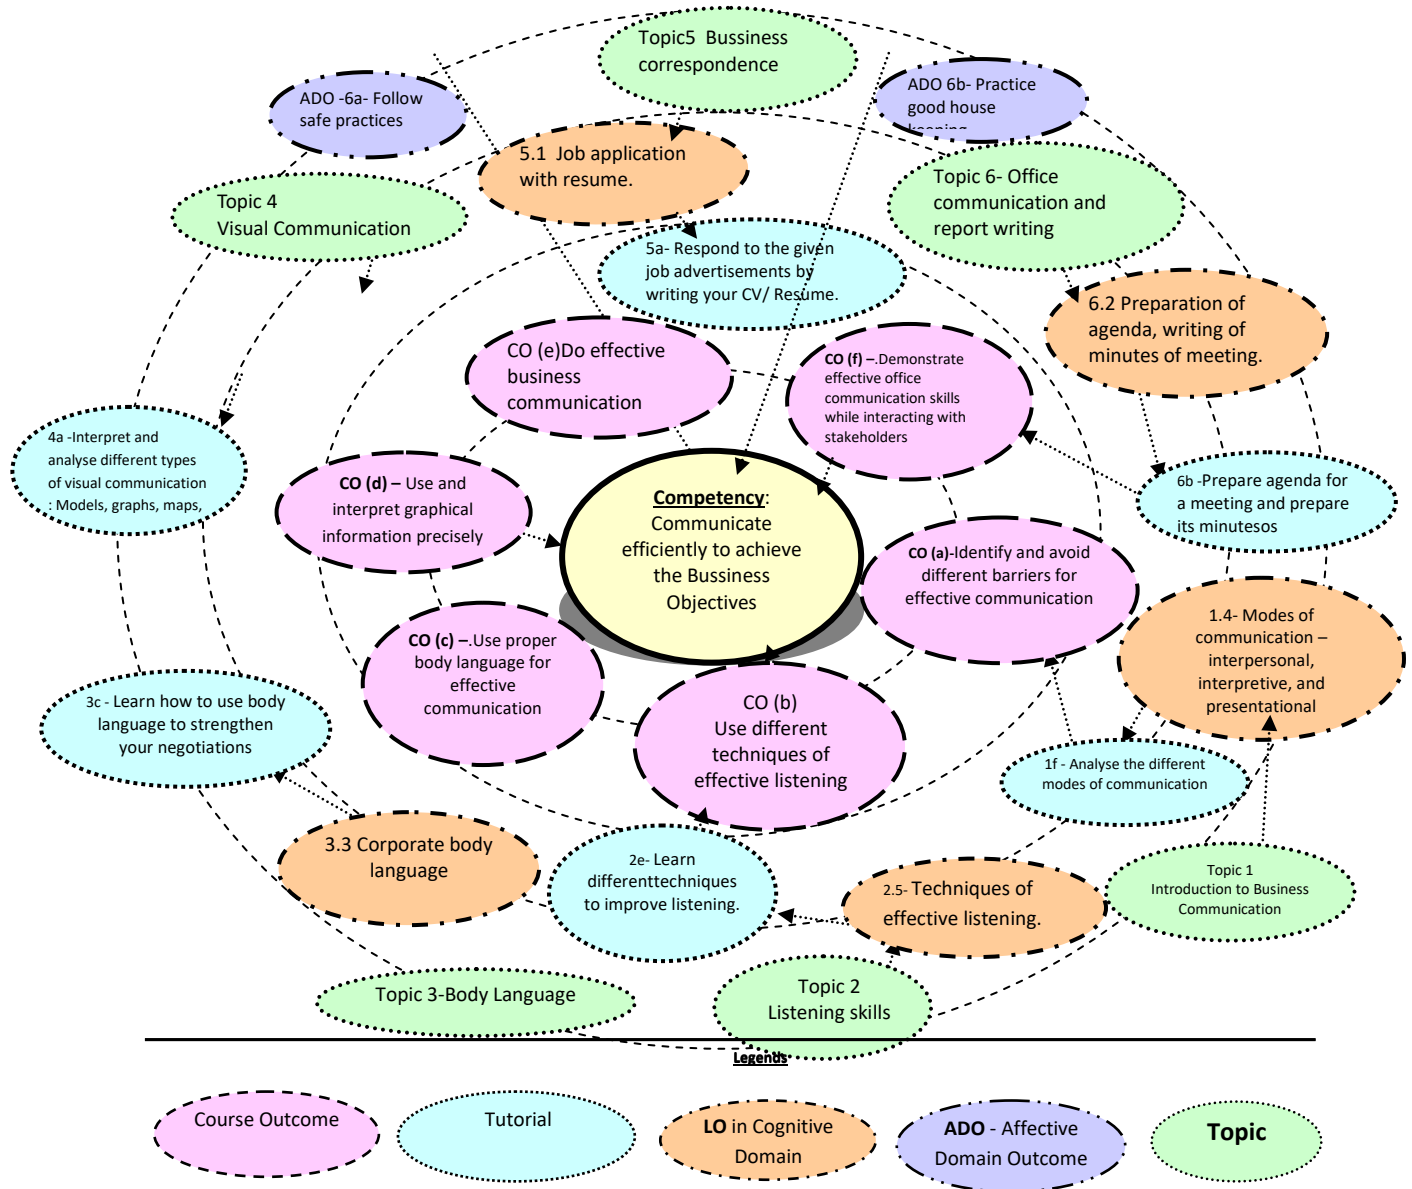 Topic5  Bussiness
correspondence
ADO -6a- Follow
safe practices
ADO 6b- Practice
good house
keeping
5.1  Job application
with resume.
Topic 6- Office
communication and
report writing
Topic 4
Visual Communication
5a- Respond to the given
job advertisements by
writing your CV/ Resume.
6.2 Preparation of
agenda, writing of
minutes of meeting.
CO (e)Do effective
business
communication
CO (f) –.Demonstrate
effective office
communication skills
while interacting with
stakeholders
4a -Interpret and
analyse different types
of visual communication
: Models, graphs, maps,
CO (d) – Use and
interpret graphical
information precisely
Competency:
Communicate
efficiently to achieve
the Bussiness
Objectives
6b -Prepare agenda for
a meeting and prepare
its minutesos
CO (a)-Identify and avoid
different barriers for
effective communication
1.4- Modes of
communication –
interpersonal,
interpretive, and
presentational
CO (c) –.Use proper
body language for
effective
communication
3c - Learn how to use body
language to strengthen
your negotiations
CO (b)
Use different
techniques of
effective listening
1f - Analyse the different
modes of communication
3.3 Corporate body
language
2e- Learn
differenttechniques
to improve listening.
2.5- Techniques of
effective listening.
Topic 1
Introduction to Business
Communication
Topic 3-Body Language
Topic 2
Listening skills
Legends
Course Outcome
Tutorial
LO in Cognitive
Domain
ADO - Affective
Domain Outcome
Topic